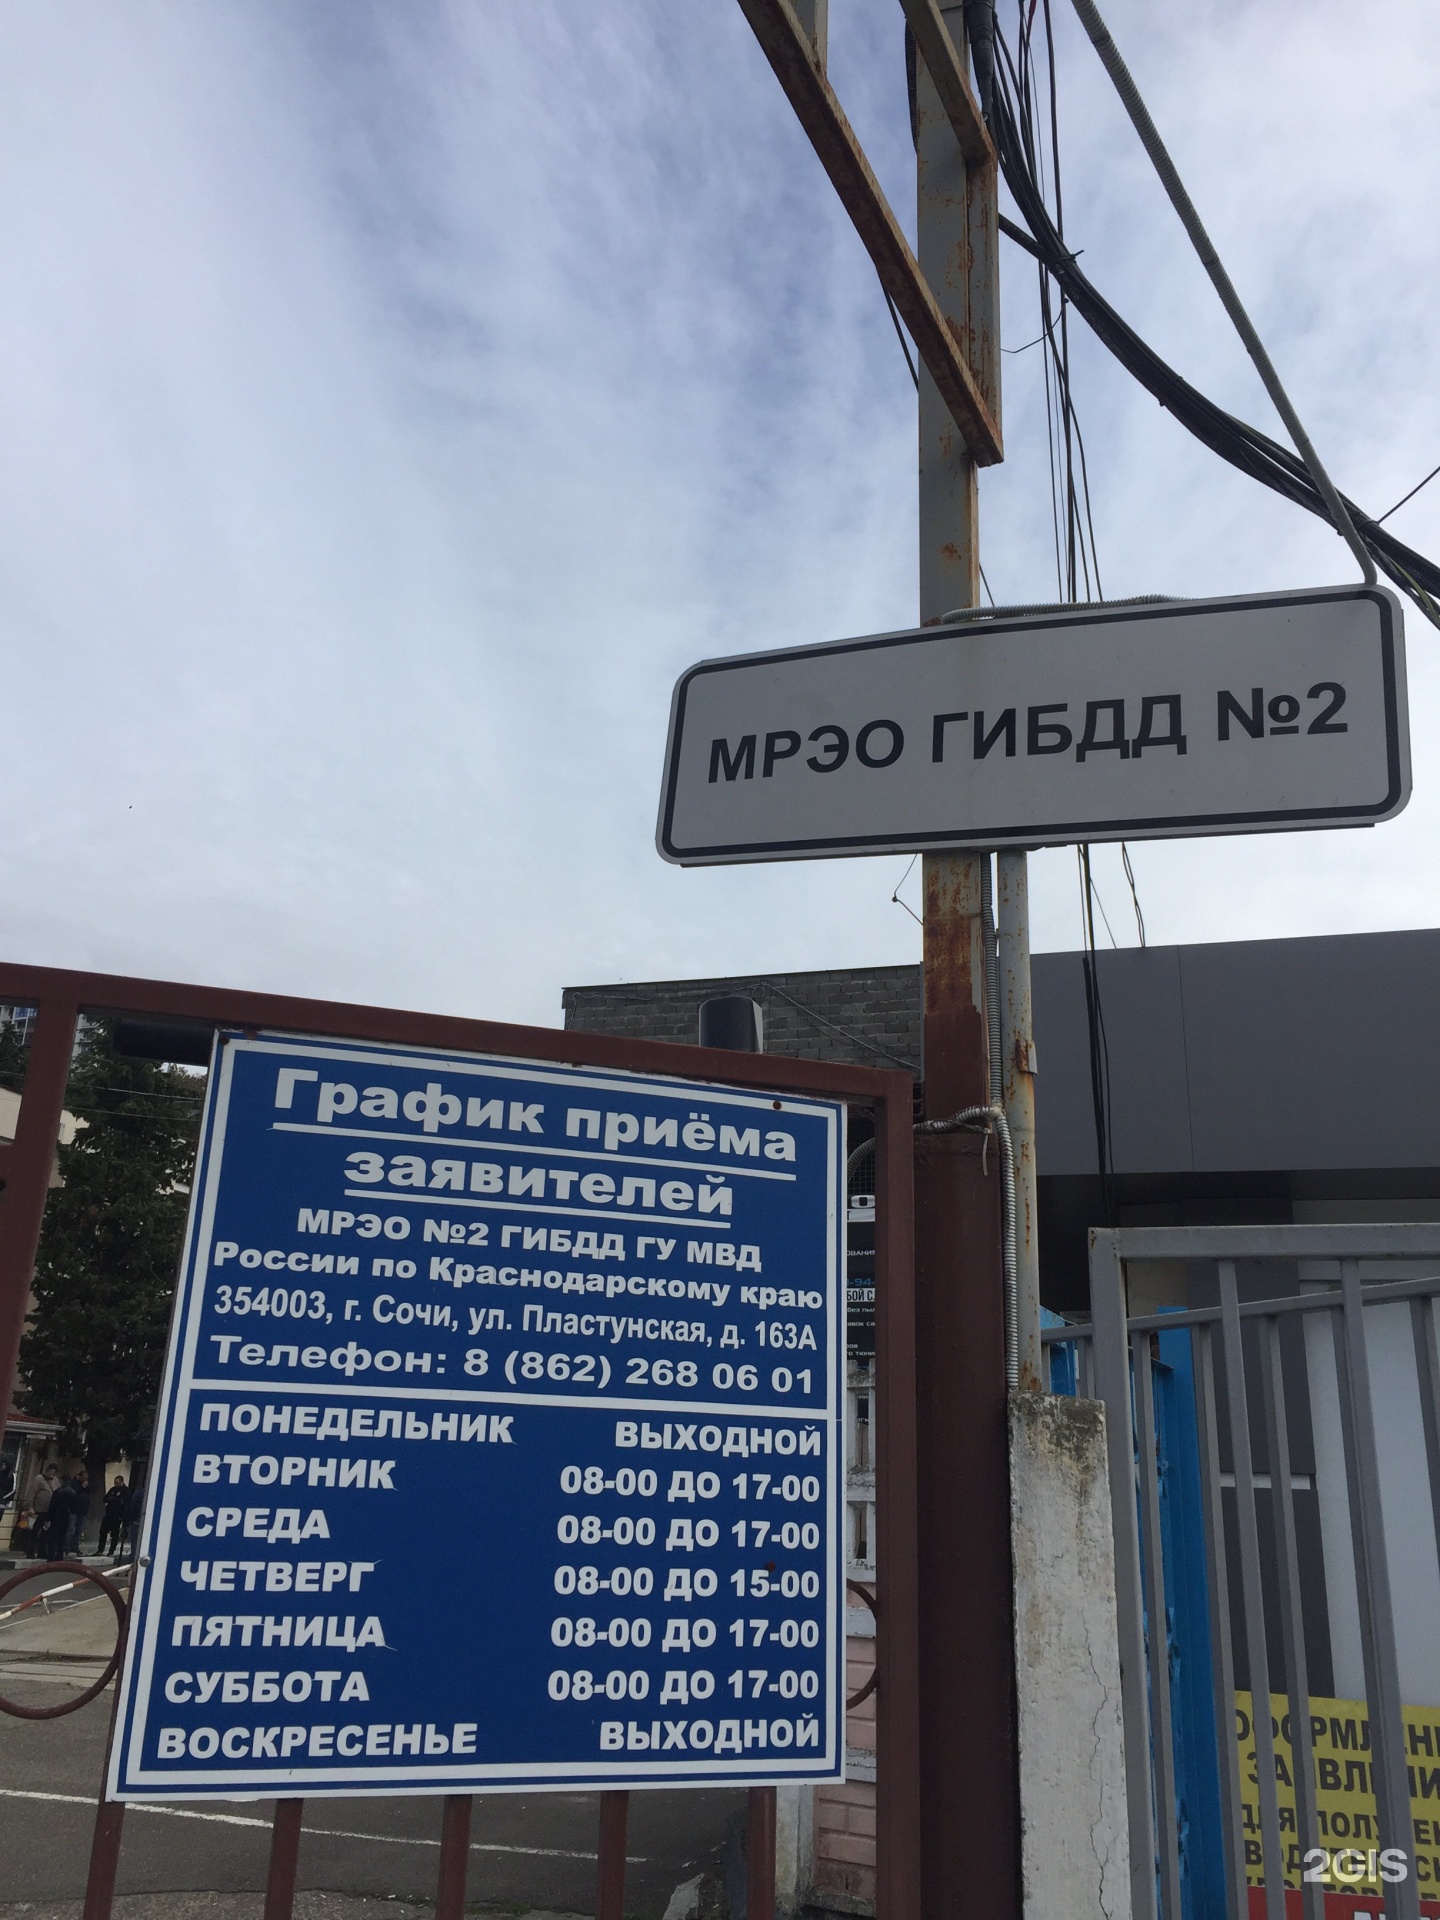 МРЭО ГИБДД №2
График приёма
заявителей
МРЭО №2 ГИБДД ГУ МВД
России по Краснодарскому краю
354003, г. Сочи, ул. Пластунская, д. 163А
Телефон: 8 (862) 268 06 01
ПОНЕДЕЛЬНИК ВЫХОДНОЙ
ВТОРНИК 08-00 ДО 17-00
СРЕДА 08-00 ДО 17-00
ЧЕТВЕРГ 08-00 ДО 15-00
ПЯТНИЦА 08-00 ДО 17-00
СУББОТА 08-00 ДО 17-00
ВОСКРЕСЕНЬЕ ВЫХОДНОЙ
2GIS